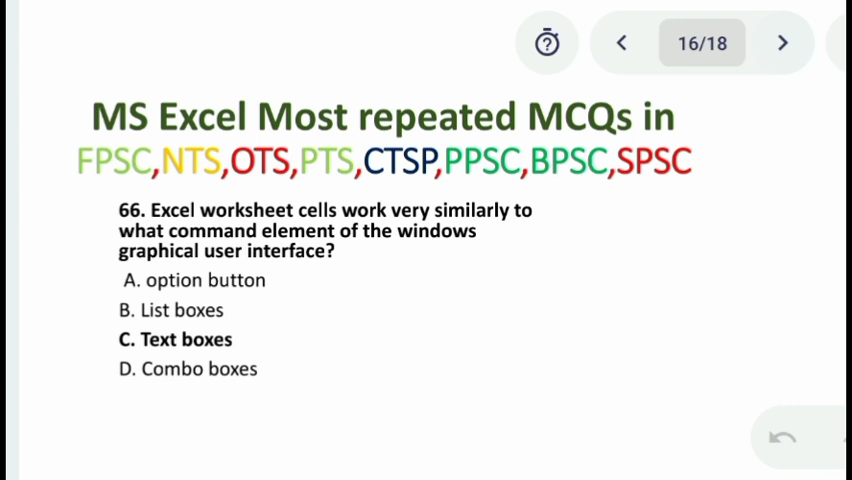 16/18
MS Excel Most repeated MCQs in
FPSC,NTS,OTS,PTS,CTSP,PPSC,BPSC,SPSC
66. Excel worksheet cells work very similarly to
what command element of the windows
graphical user interface?
A. option button
B. List boxes
C. Text boxes
D. Combo boxes